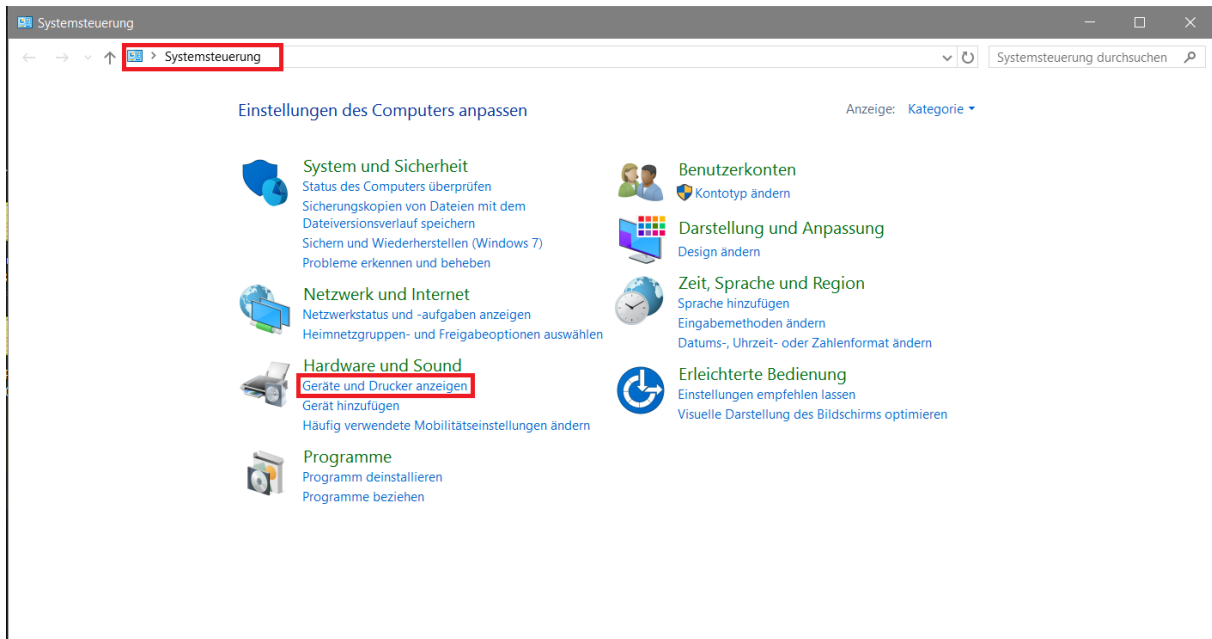 Systemsteuerung
Systemsteuerung
Systemsteuerung durchsuchen
Einstellungen des Computers anpassen
Anzeige: Kategorie
System und Sicherheit
Status des Computers überprüfen
Sicherungskopien von Dateien mit dem
Dateiversionsverlauf speichern
Sichern und Wiederherstellen (Windows 7)
Probleme erkennen und beheben
Netzwerk und Internet
Netzwerkstatus und -aufgaben anzeigen
Heimnetzgruppen- und Freigabeoptionen auswählen
Hardware und Sound
Geräte und Drucker anzeigen
Gerät hinzufügen
Häufig verwendete Mobilitätseinstellungen ändern
Programme
Programm deinstallieren
Programme beziehen
Benutzerkonten
Kontotyp ändern
Darstellung und Anpassung
Design ändern
Zeit, Sprache und Region
Sprache hinzufügen
Eingabemethoden ändern
Datums-, Uhrzeit- oder Zahlenformat ändern
Erleichterte Bedienung
Einstellungen empfehlen lassen
Visuelle Darstellung des Bildschirms optimieren